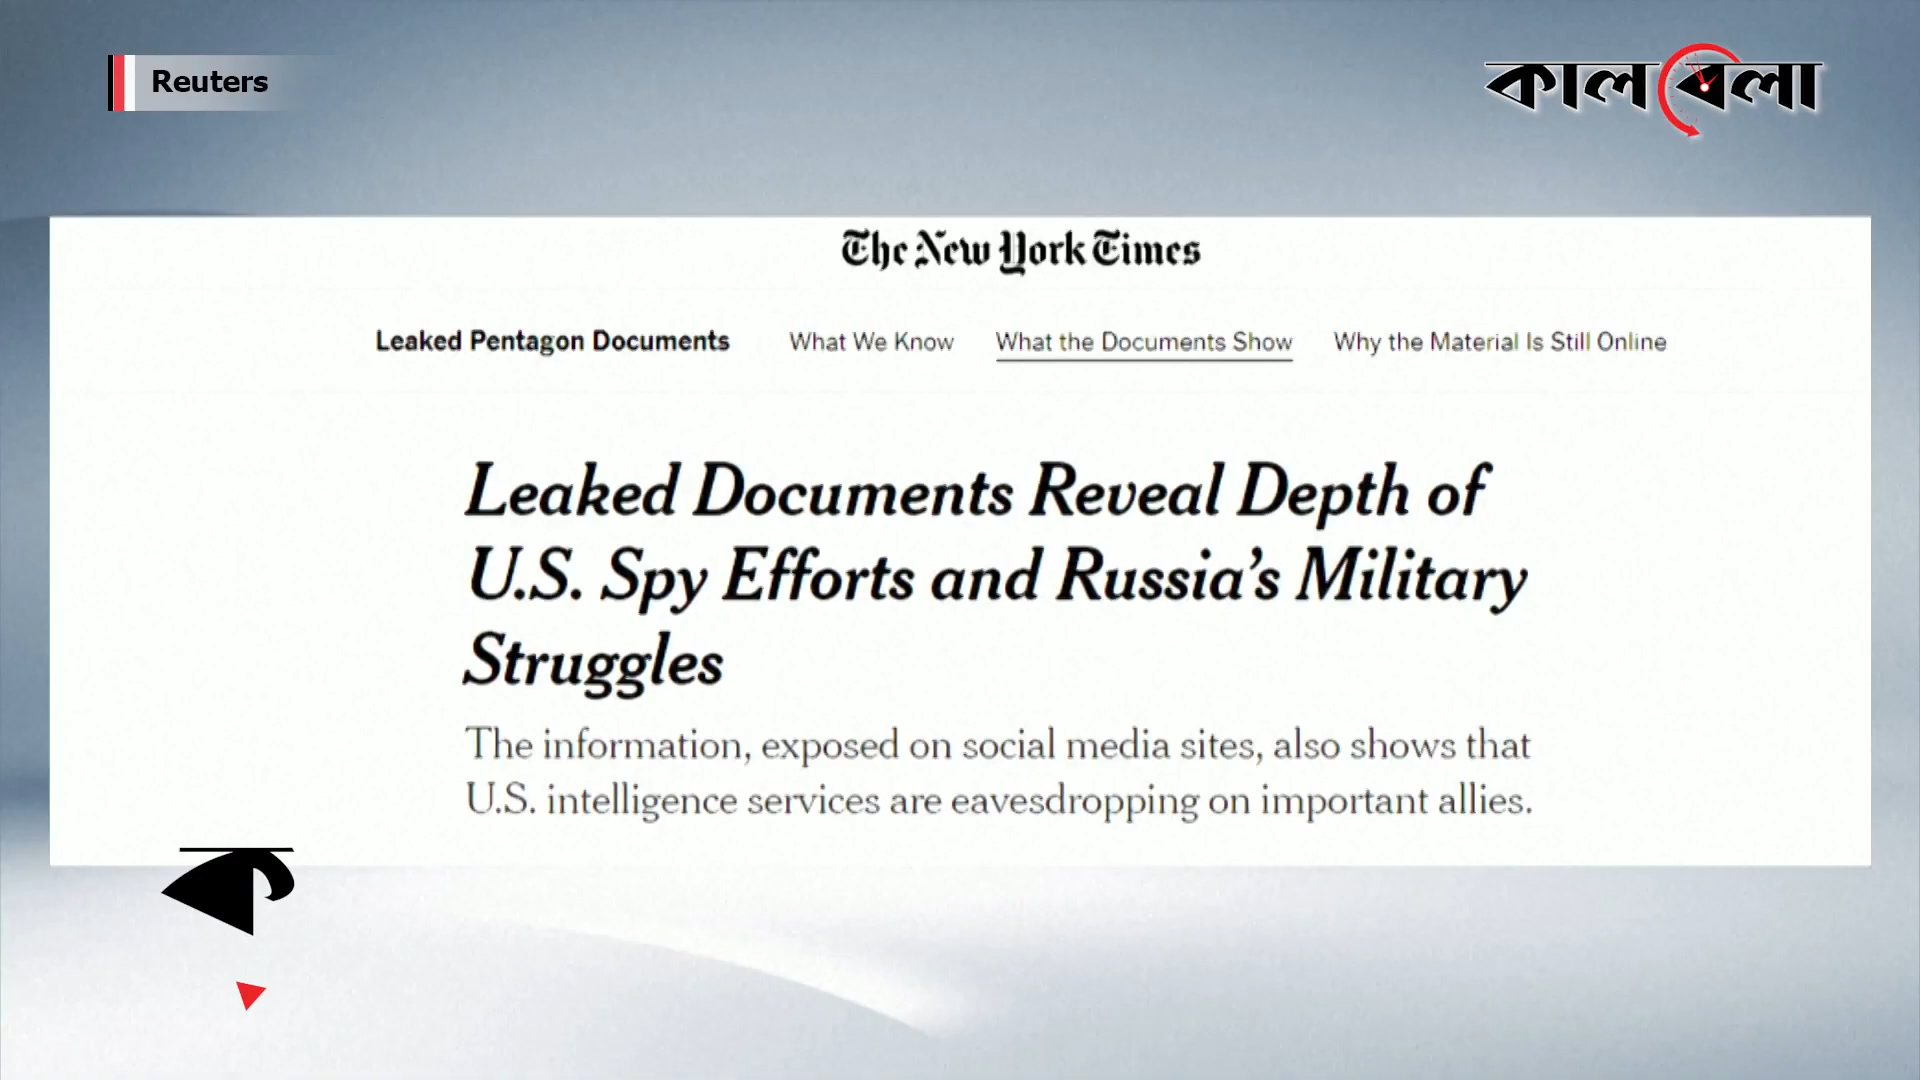 Reuters
কালবেলা
The New York Times
Leaked Pentagon Documents What We Know What the Documents Show Why the Material Is Still Online
Leaked Documents Reveal Depth of
U.S. Spy Efforts and Russia’s Military
Struggles
The information, exposed on social media sites, also shows that
U.S. intelligence services are eavesdropping on important allies.